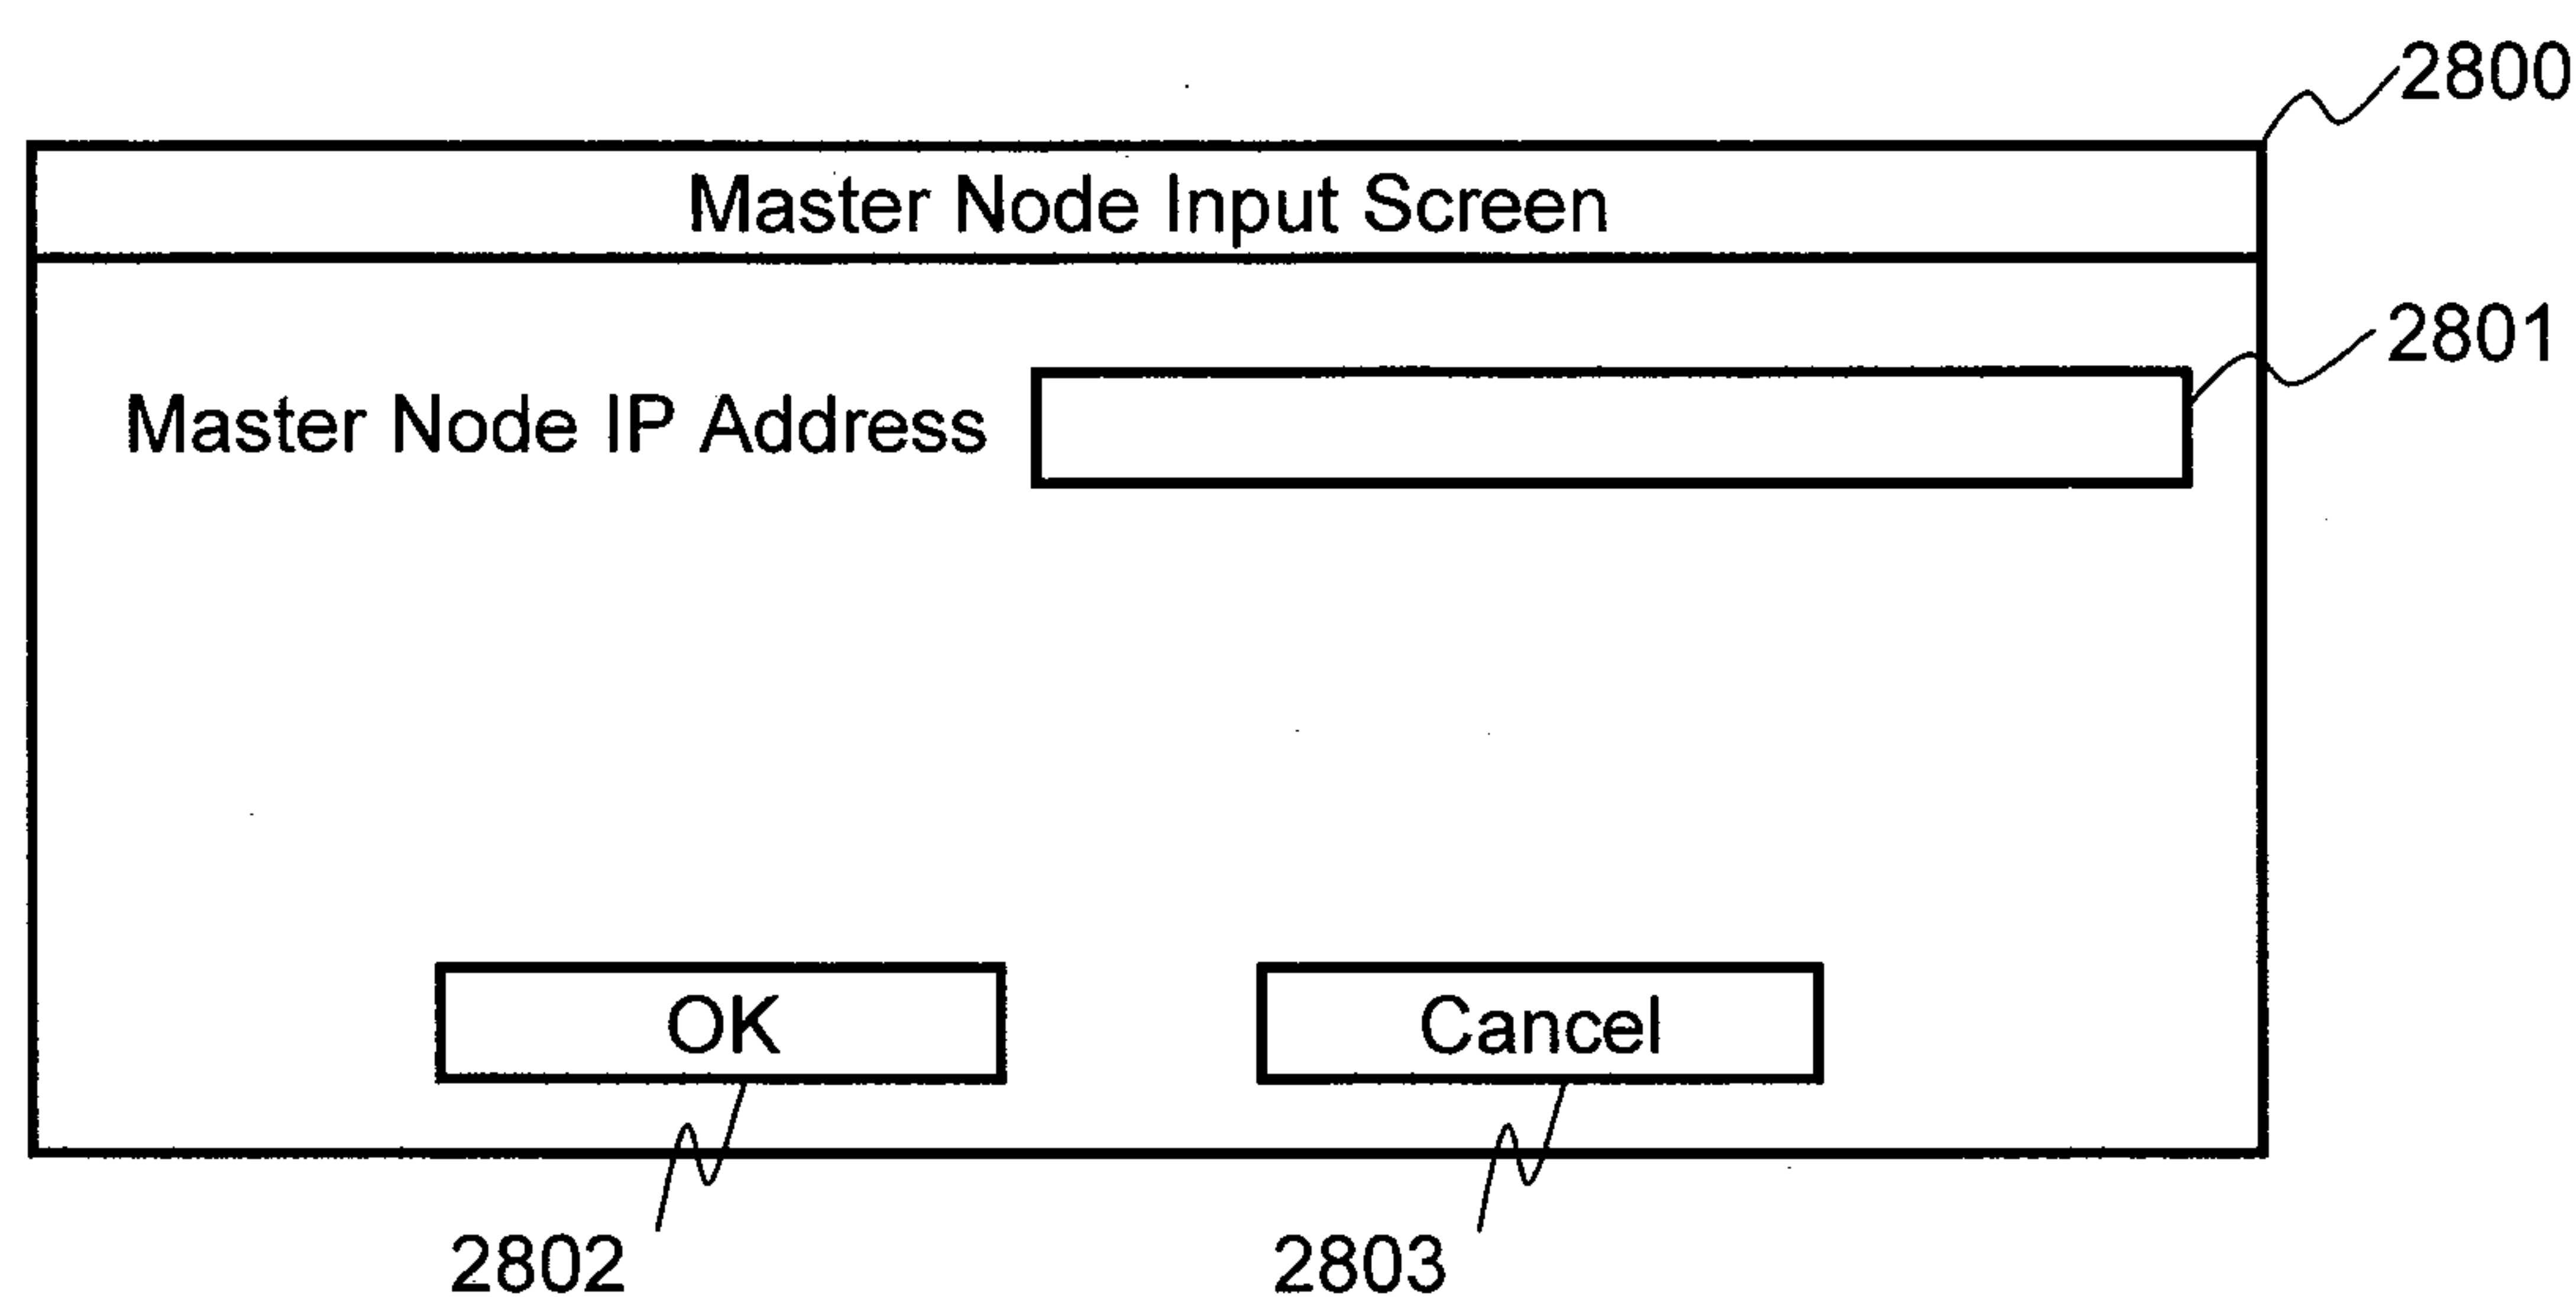 2800
Master Node Input Screen
2801
Master Node IP Address
OK Cancel
2802 2803